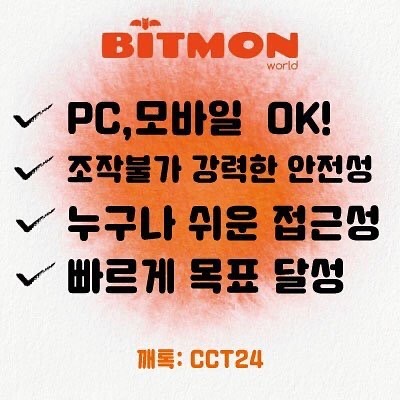 BITMON
world
PC,모바일 OK!
조작불가 강력한 안전성
누구나 쉬운 접근성
빠르게 목표 달성
깨톡: CCT24